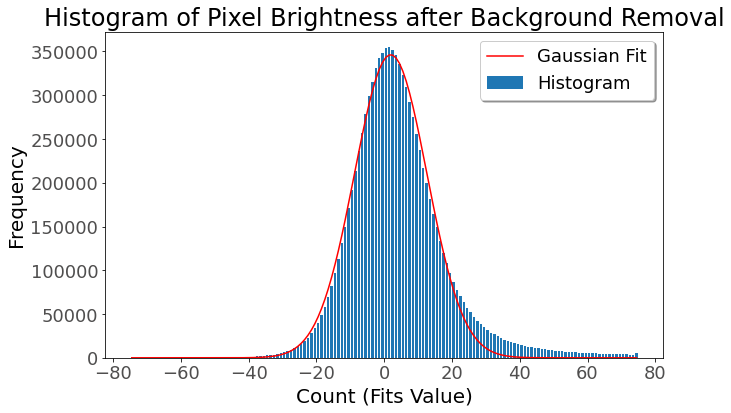 Histogram of Pixel Brightness after Background Removal
Gaussian Fit
Histogram
Frequency
350000
300000
250000
200000
150000
100000
50000
0
−80 −60 −40 −20 0 20 40 60 80
Count (Fits Value)